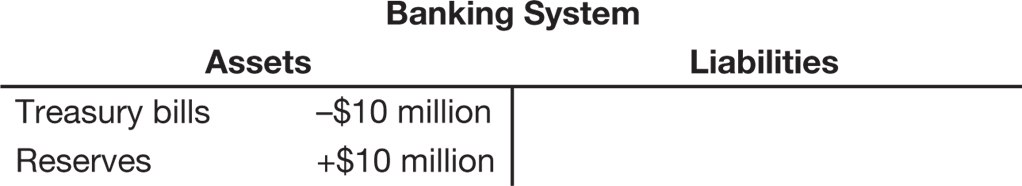 Banking System
Assets Liabilities
Treasury bills –$10 million
Reserves +$10 million